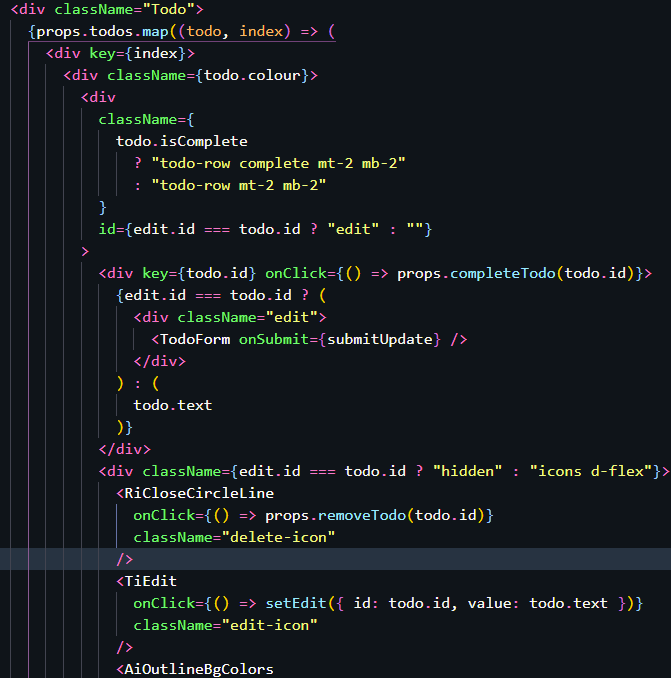 <div className="Todo">
{props.todos.map((todo, index) => (
<div key={index}>
<div className={todo.colour}>
<div
className={
todo.isComplete
? "todo-row complete mt-2 mb-2"
: "todo-row mt-2 mb-2"
}
id={edit.id === todo.id ? "edit" : ""}
>
<div key={todo.id} onClick={() => props.completeTodo(todo.id)}>
{edit.id === todo.id ? (
<div className="edit">
<TodoForm onSubmit={submitUpdate} />
</div>
) : (
todo.text
)}
</div>
<div className={edit.id === todo.id ? "hidden" : "icons d-flex"}>
<RiCloseCircleLine
onClick={() => props.removeTodo(todo.id)}
className="delete-icon"
/>
<TiEdit
onClick={() => setEdit({ id: todo.id, value: todo.text })}
className="edit-icon"
/>
<AiOutlineBgColors